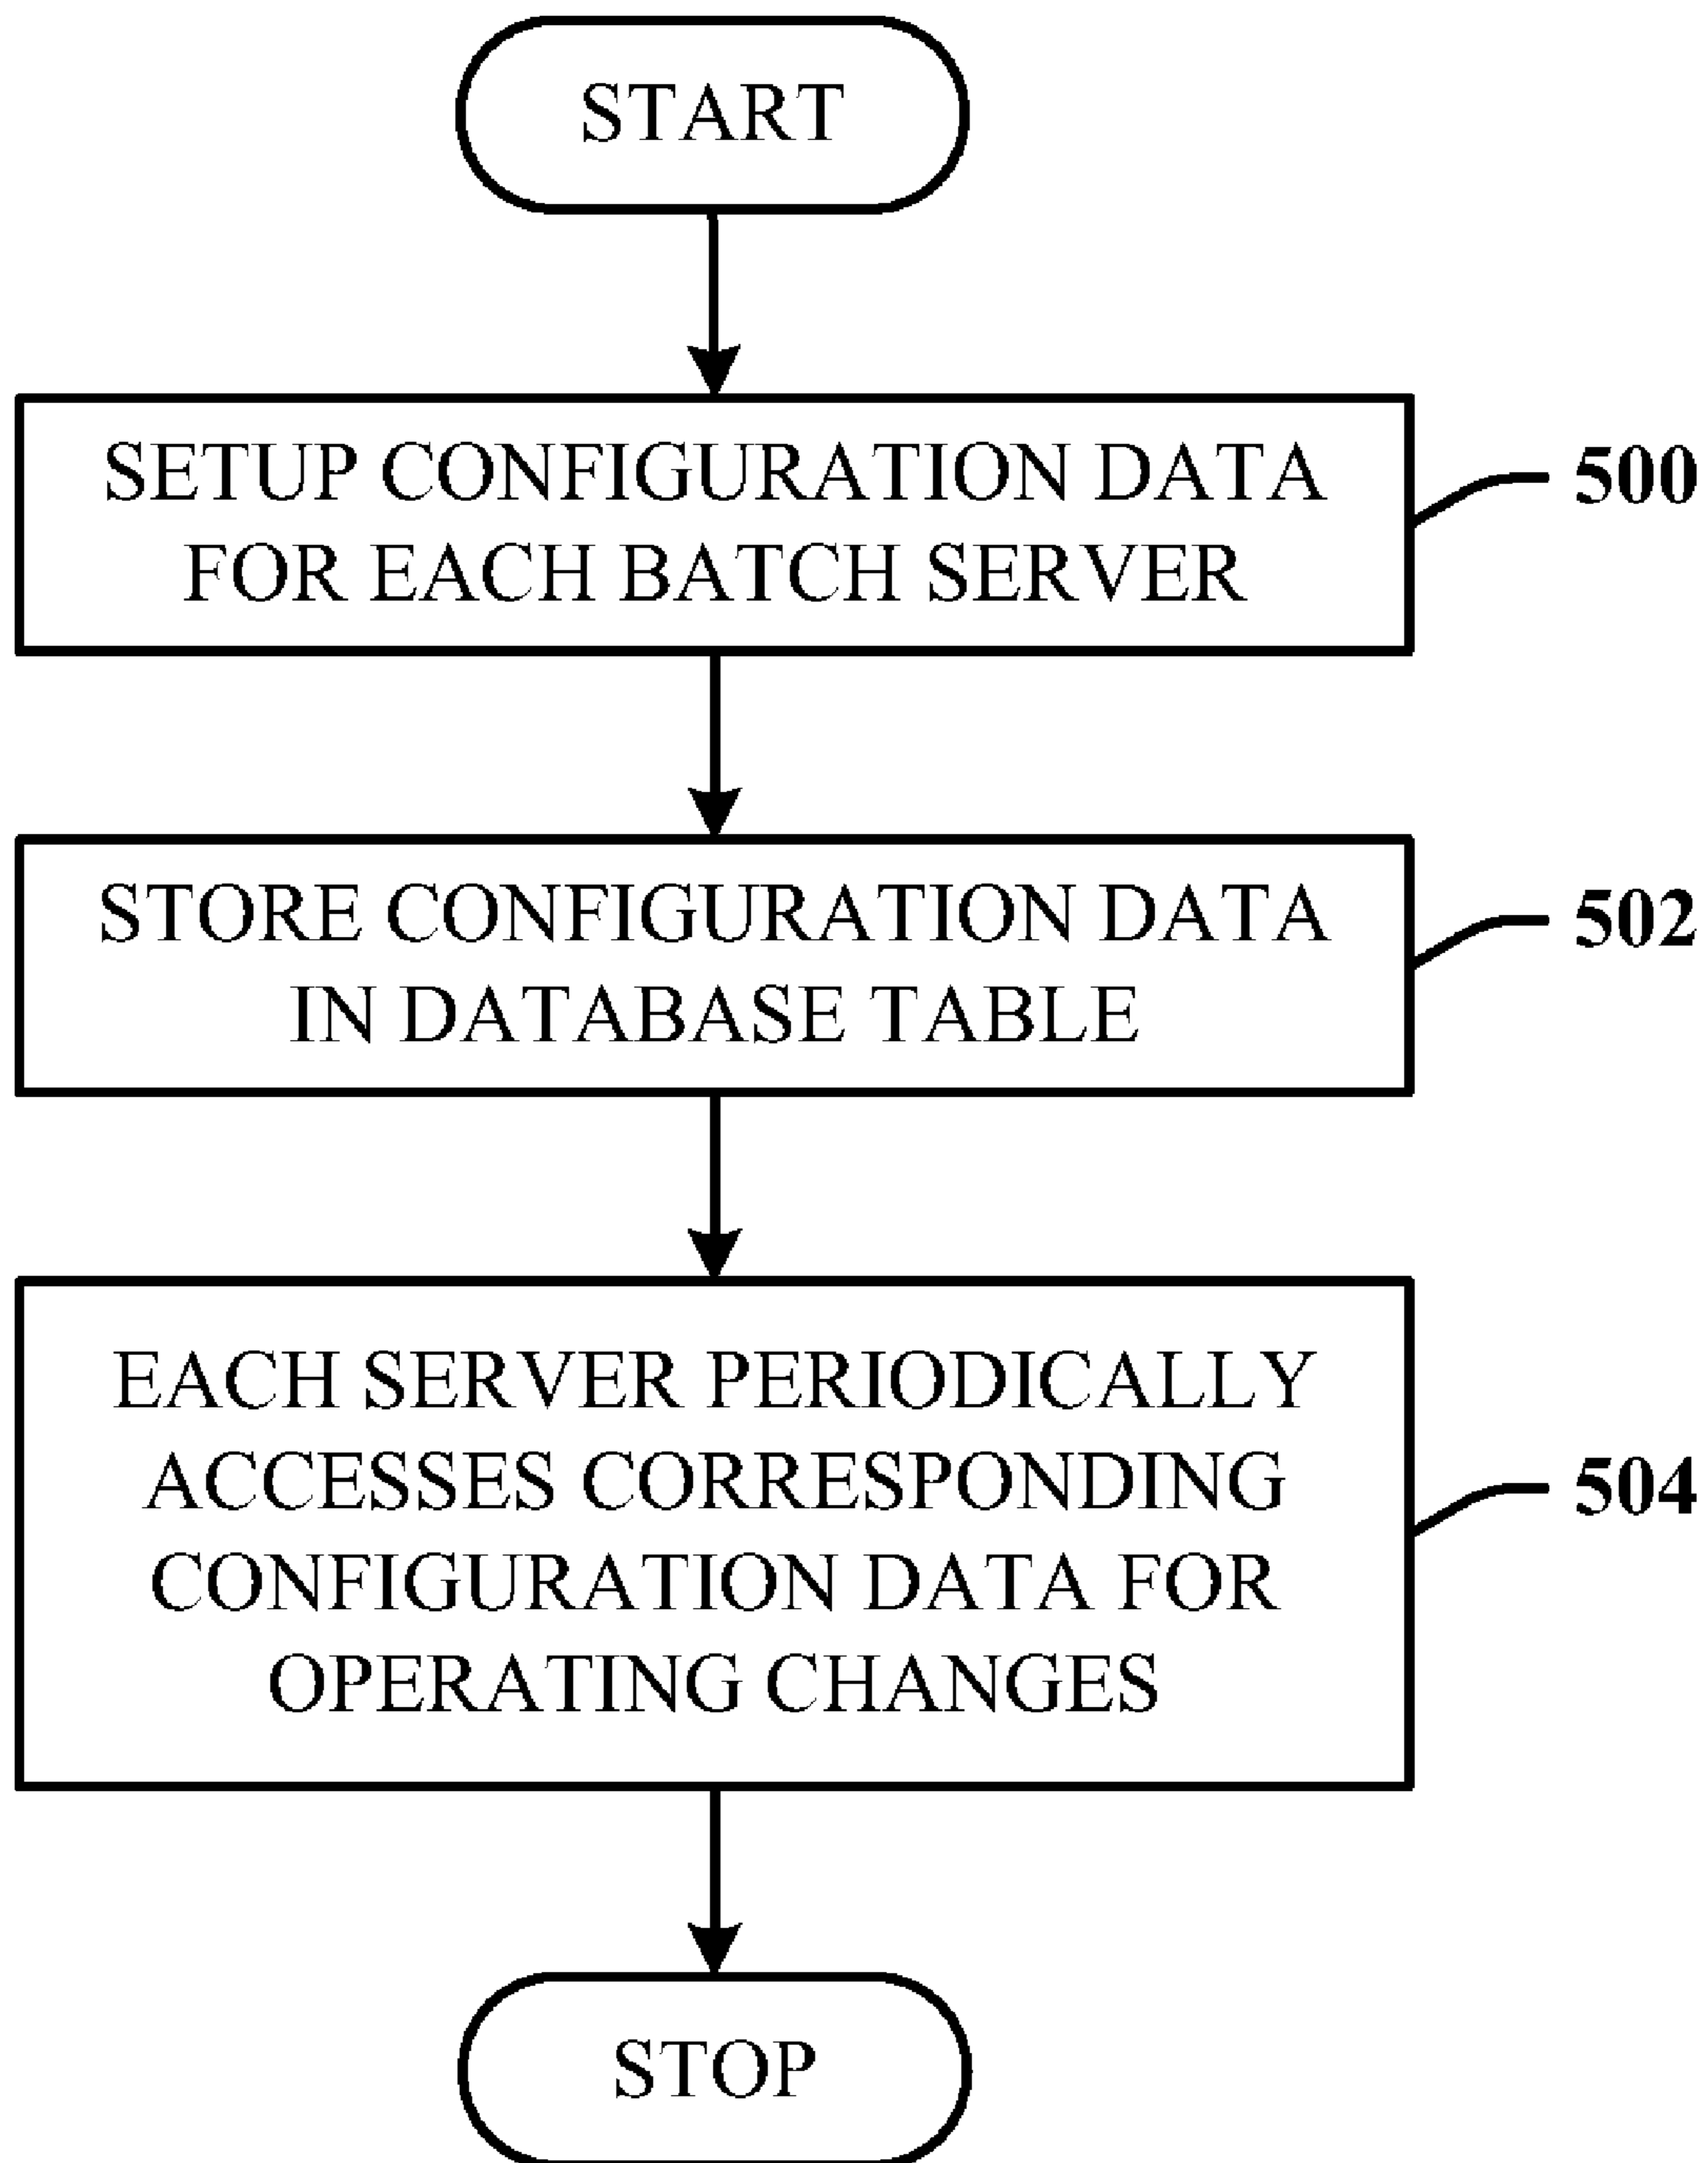 START
SETUP CONFIGURATION DATA
FOR EACH BATCH SERVER
500
STORE CONFIGURATION DATA
IN DATABASE TABLE
502
EACH SERVER PERIODICALLY
ACCESSES CORRESPONDING
CONFIGURATION DATA FOR
OPERATING CHANGES
504
STOP